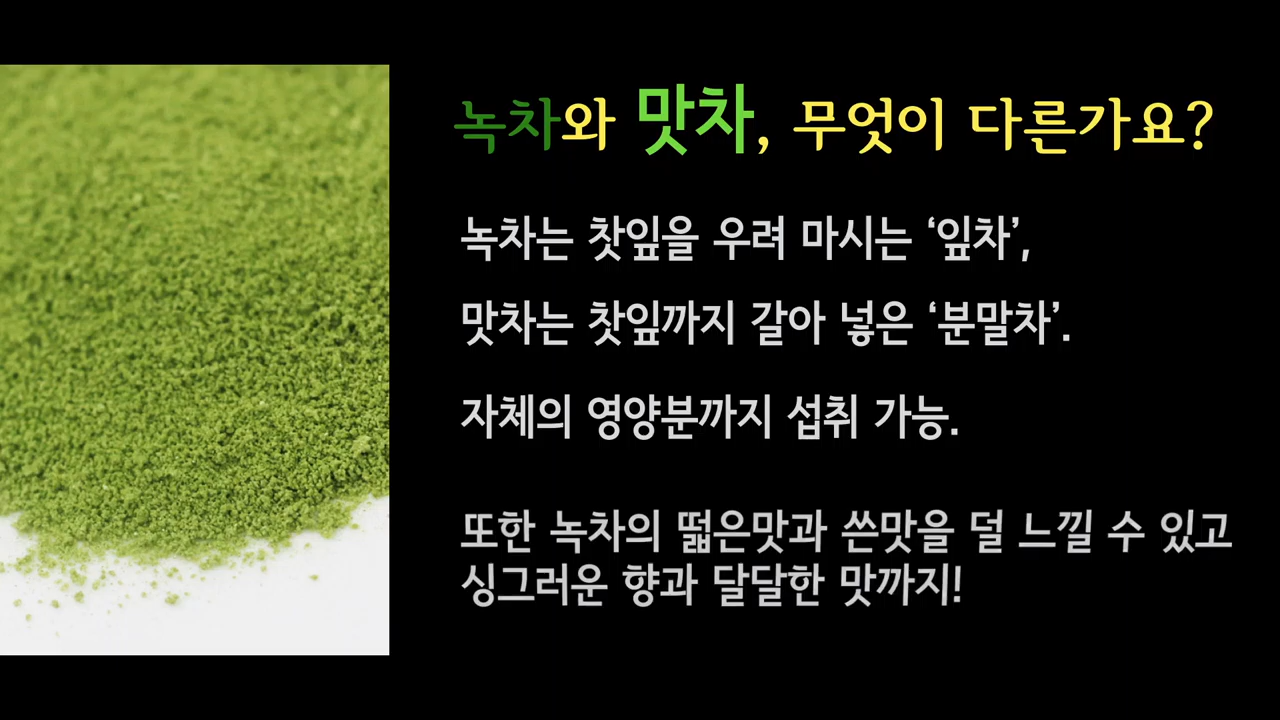 녹차와 맛차, 무엇이 다른가요?
녹차는 찻잎을 우려 마시는 ‘잎차’,
맛차는 찻잎까지 갈아 넣은 ‘분말차’.
자체의 영양분까지 섭취 가능.
또한 녹차의 떫은맛과 쓴맛을 덜 느낄 수 있고
싱그러운 향과 달달한 맛까지!